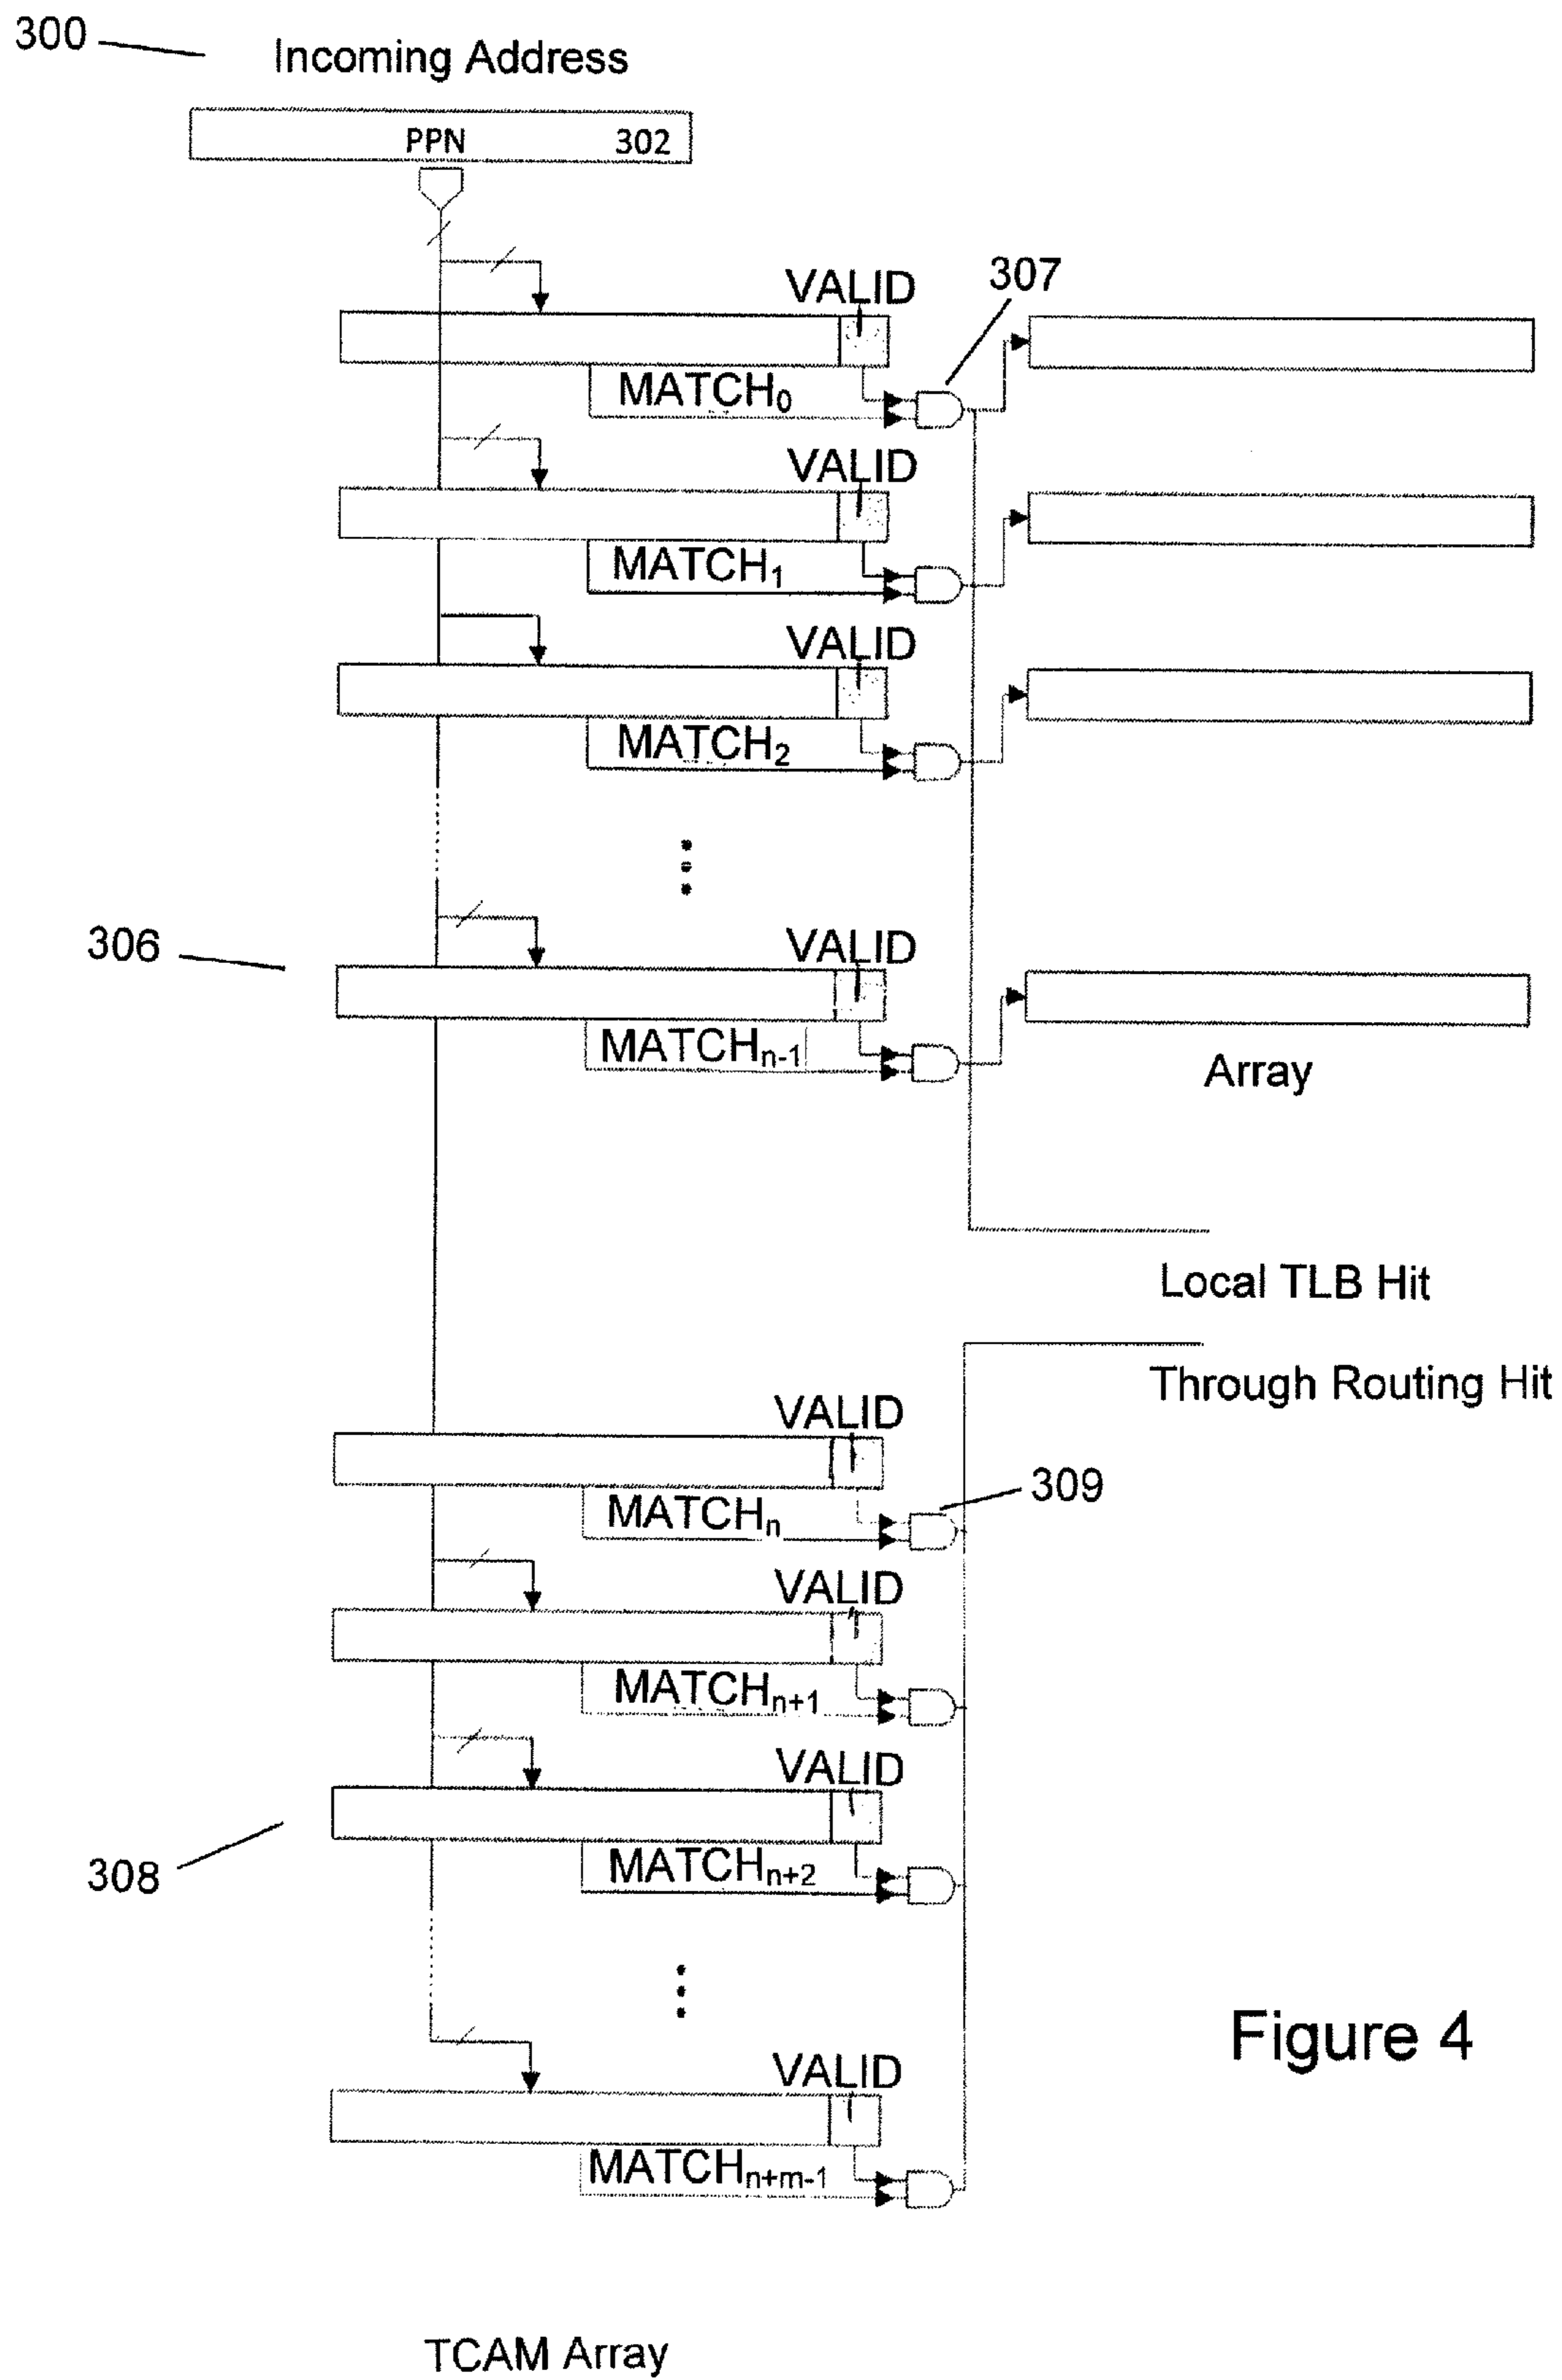 300
Incoming Address
PPN 302
VALID
307
MATCH0
VALID
MATCH1
VALID
MATCH2
306
VALID
MATCHn-1
Array
Local TLB Hit
Through Routing Hit
VALID
309
MATCHn
VALID
MATCHn+1
VALID
308
MATCHn+2
Figure 4
VALID
MATCHn+m-1
TCAM Array